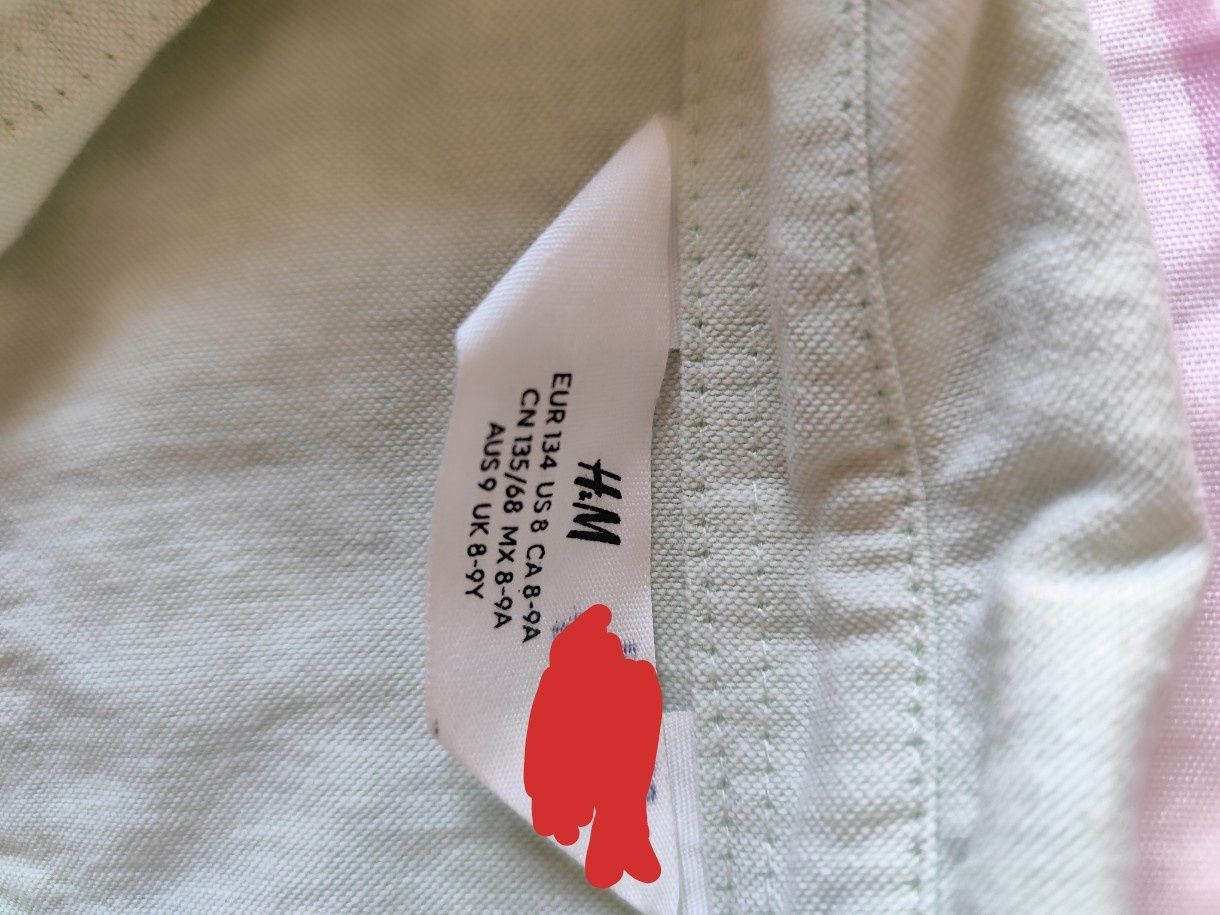 H&M
EUR 134 US 8 CA 8-9A
CN 135/68 MX 8-9A
AUS 9 UK 8-9Y